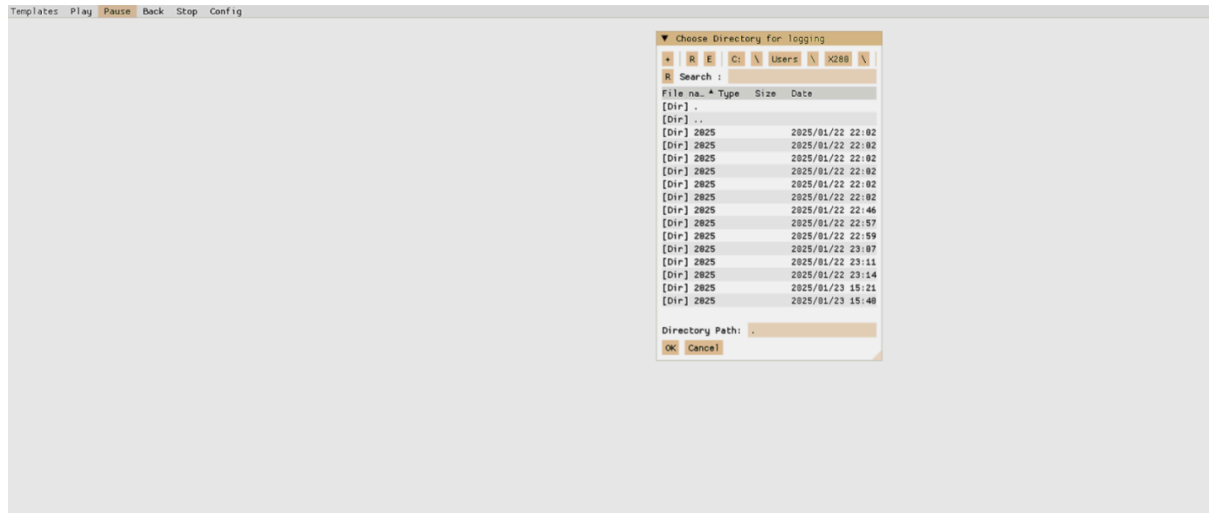 Templates Play Pause Back Stop Config
▼ Choose Directory for logging
+ R E C: \ Users \ X280 \
R Search :
File na… ▲ Type Size Date
[Dir] .
[Dir] ..
[Dir] 2025 2025/01/22 22:02
[Dir] 2025 2025/01/22 22:02
[Dir] 2025 2025/01/22 22:02
[Dir] 2025 2025/01/22 22:02
[Dir] 2025 2025/01/22 22:02
[Dir] 2025 2025/01/22 22:02
[Dir] 2025 2025/01/22 22:46
[Dir] 2025 2025/01/22 22:57
[Dir] 2025 2025/01/22 22:59
[Dir] 2025 2025/01/22 23:07
[Dir] 2025 2025/01/22 23:11
[Dir] 2025 2025/01/22 23:14
[Dir] 2025 2025/01/23 15:21
[Dir] 2025 2025/01/23 15:40
Directory Path: .
OK Cancel